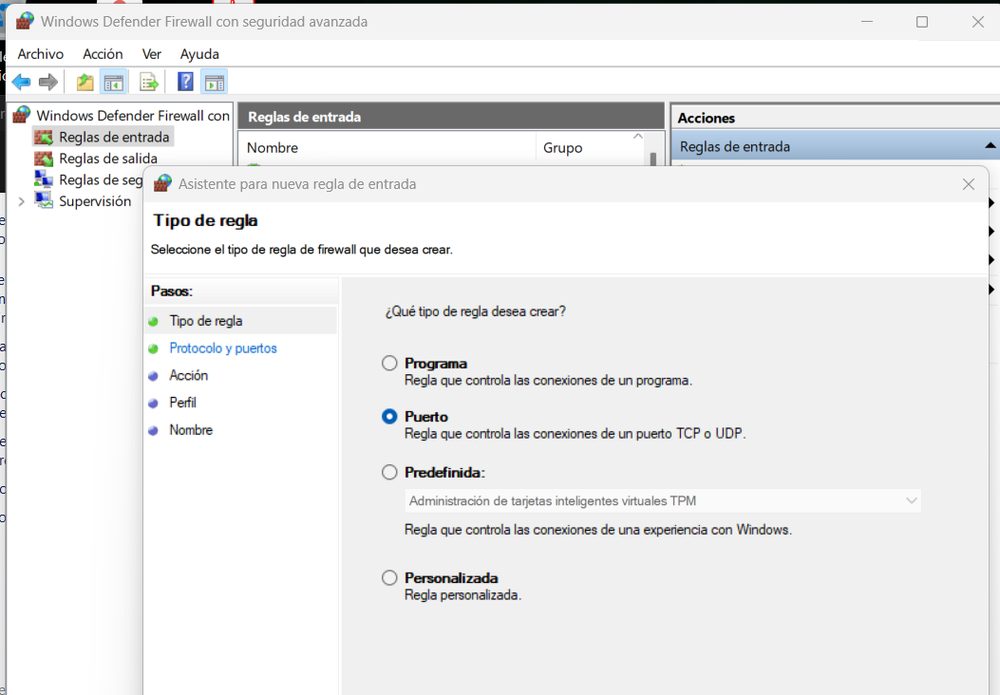 Windows Defender Firewall con seguridad avanzada
Archivo Acción Ver Ayuda
Windows Defender Firewall con
Reglas de entrada
Reglas de salida
Reglas de seg
Supervisión
Reglas de entrada
Nombre Grupo
Acciones
Reglas de entrada
Asistente para nueva regla de entrada
Tipo de regla
Seleccione el tipo de regla de firewall que desea crear.
Pasos:
Tipo de regla
Protocolo y puertos
Acción
Perfil
Nombre
¿Qué tipo de regla desea crear?
Programa
Regla que controla las conexiones de un programa.
Puerto
Regla que controla las conexiones de un puerto TCP o UDP.
Predefinida:
Administración de tarjetas inteligentes virtuales TPM
Regla que controla las conexiones de una experiencia con Windows.
Personalizada
Regla personalizada.